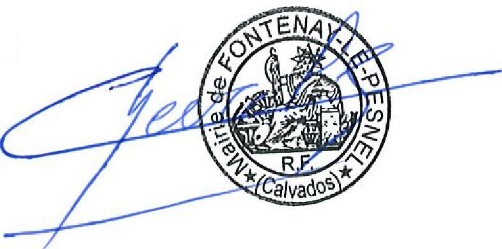 Mairie de FONTENAY-LE-PESNEL
R.F.
★(Calvados)★